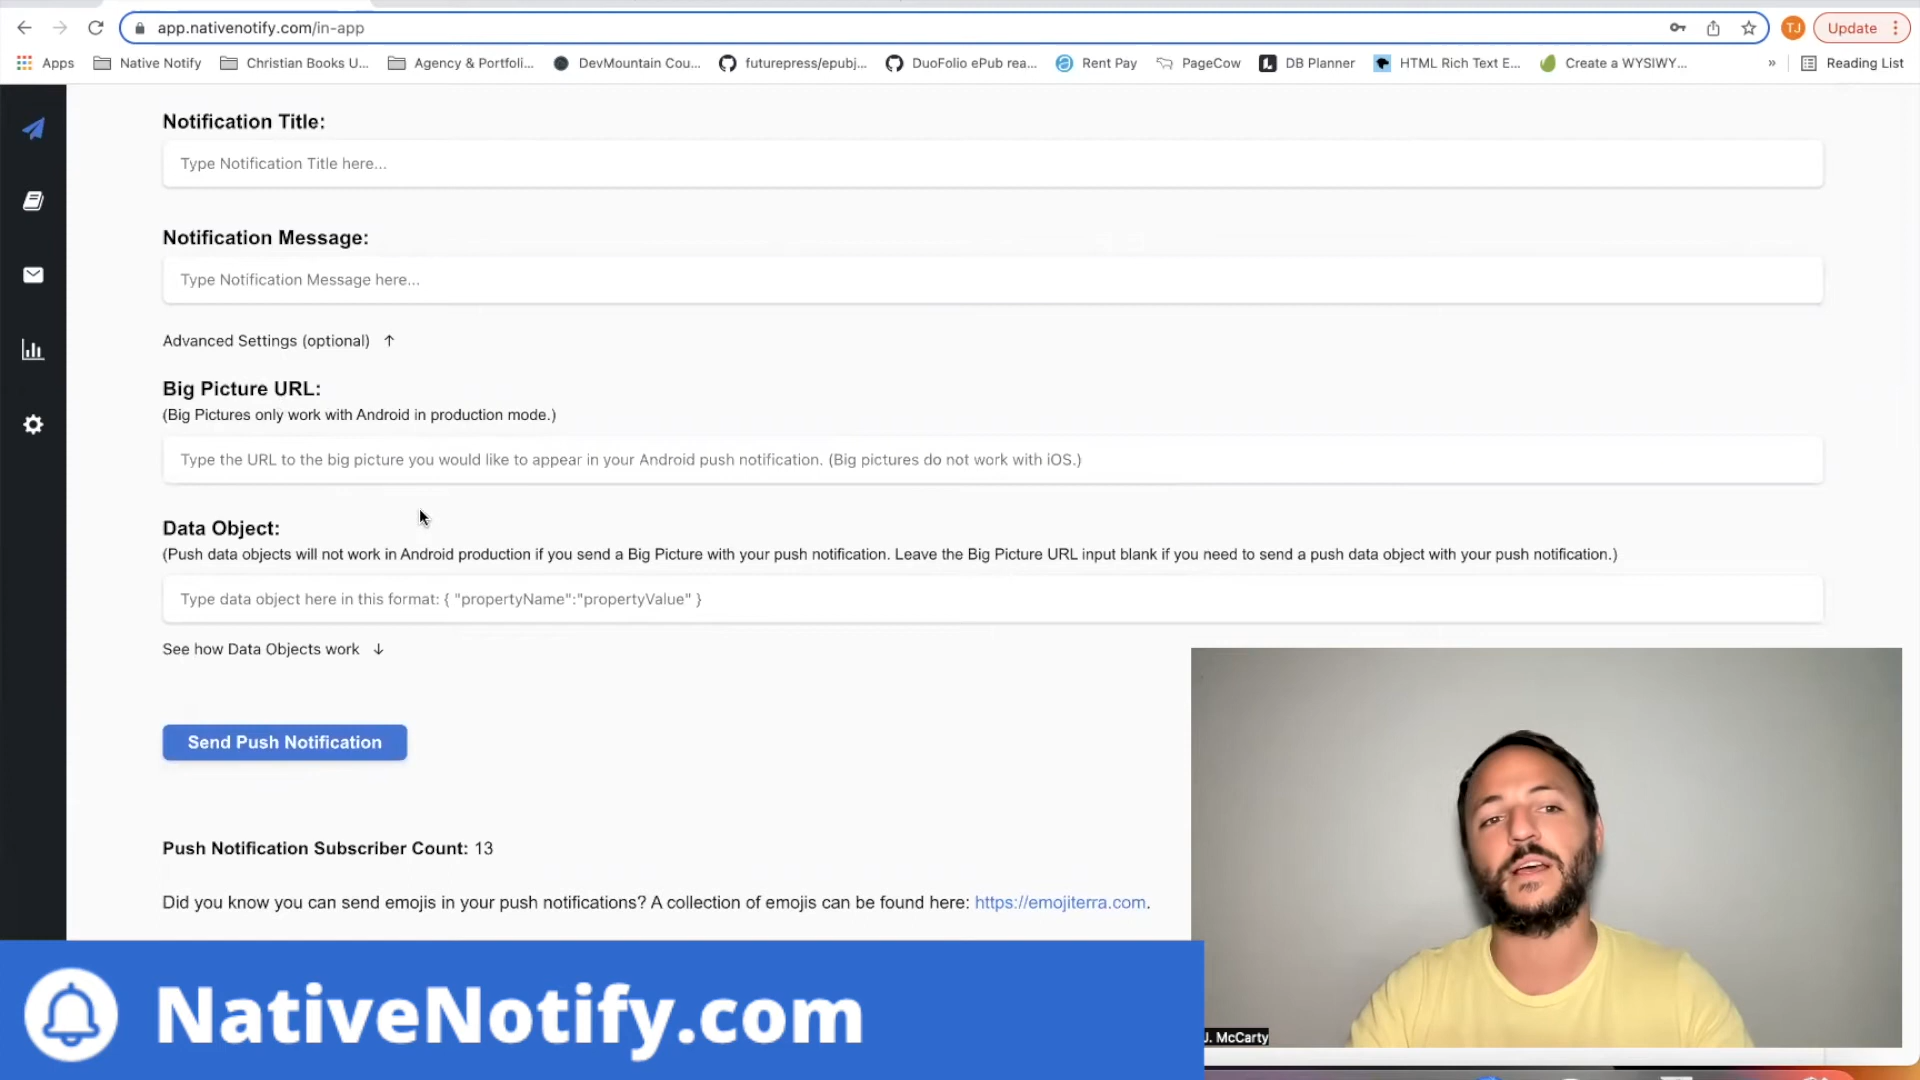 app.nativenotify.com/in-app
TJ
Update
Apps
Native Notify
Christian Books U...
Agency & Portfoli...
DevMountain Cou...
futurepress/epubj...
DuoFolio ePub rea...
Rent Pay
PageCow
DB Planner
HTML Rich Text E...
Create a WYSIWY...
»
Reading List
Notification Title:
Type Notification Title here...
Notification Message:
Type Notification Message here...
Advanced Settings (optional) ↑
Big Picture URL:
(Big Pictures only work with Android in production mode.)
Type the URL to the big picture you would like to appear in your Android push notification. (Big pictures do not work with iOS.)
Data Object:
(Push data objects will not work in Android production if you send a Big Picture with your push notification. Leave the Big Picture URL input blank if you need to send a push data object with your push notification.)
Type data object here in this format: { "propertyName":"propertyValue" }
See how Data Objects work ↓
Send Push Notification
Push Notification Subscriber Count: 13
Did you know you can send emojis in your push notifications? A collection of emojis can be found here: https://emojiterra.com.
NativeNotify.com
J. McCarty